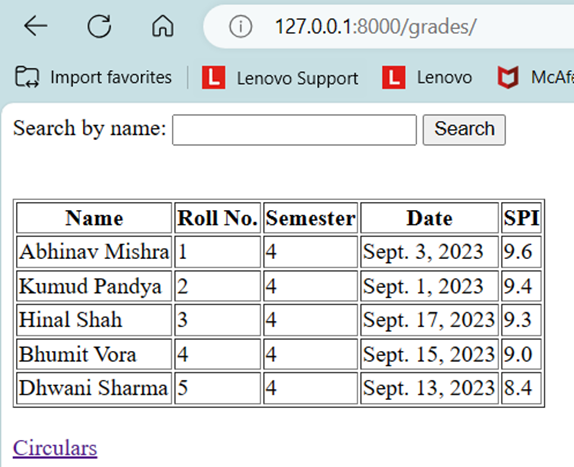 127.0.0.1:8000/grades/
Import favorites L Lenovo Support L Lenovo
Search by name: Search
Name Roll No. Semester Date SPI
Abhinav Mishra 1 4 Sept. 3, 2023 9.6
Kumud Pandya 2 4 Sept. 1, 2023 9.4
Hinal Shah 3 4 Sept. 17, 2023 9.3
Bhumit Vora 4 4 Sept. 15, 2023 9.0
Dhwani Sharma 5 4 Sept. 13, 2023 8.4
Circulars